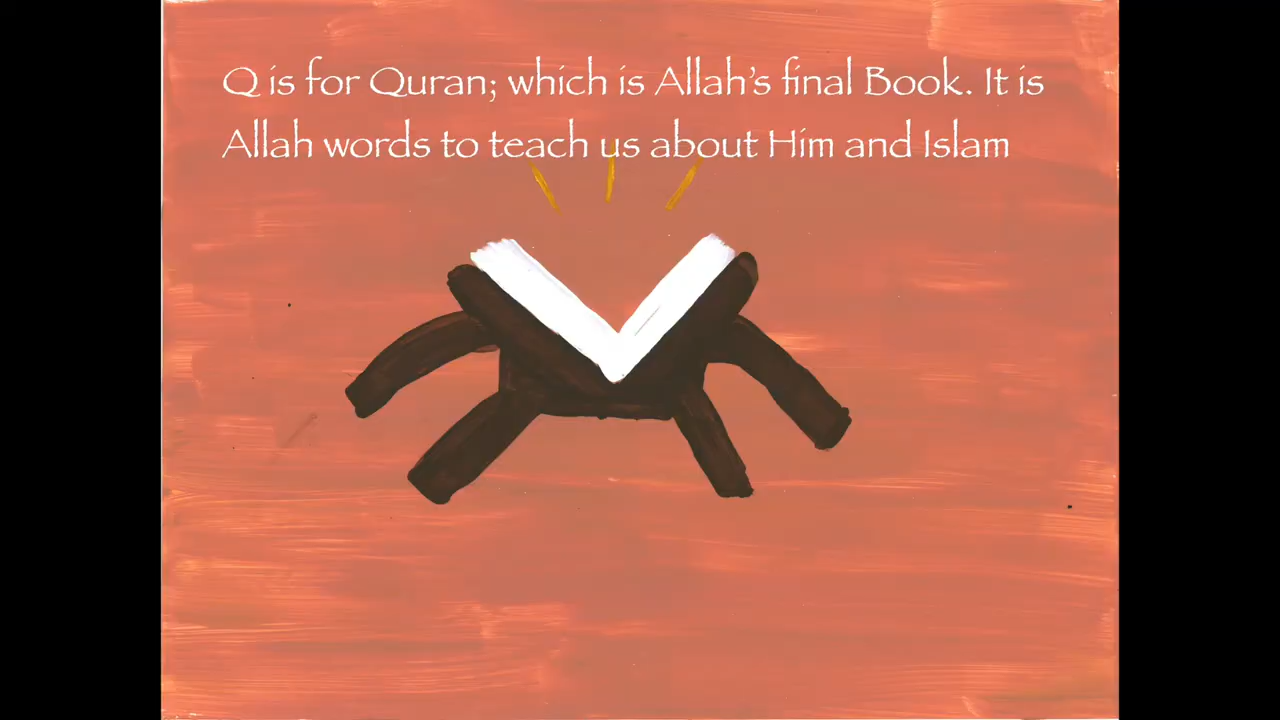 Q is for Quran; which is Allah’s final Book. It is
Allah words to teach us about Him and Islam